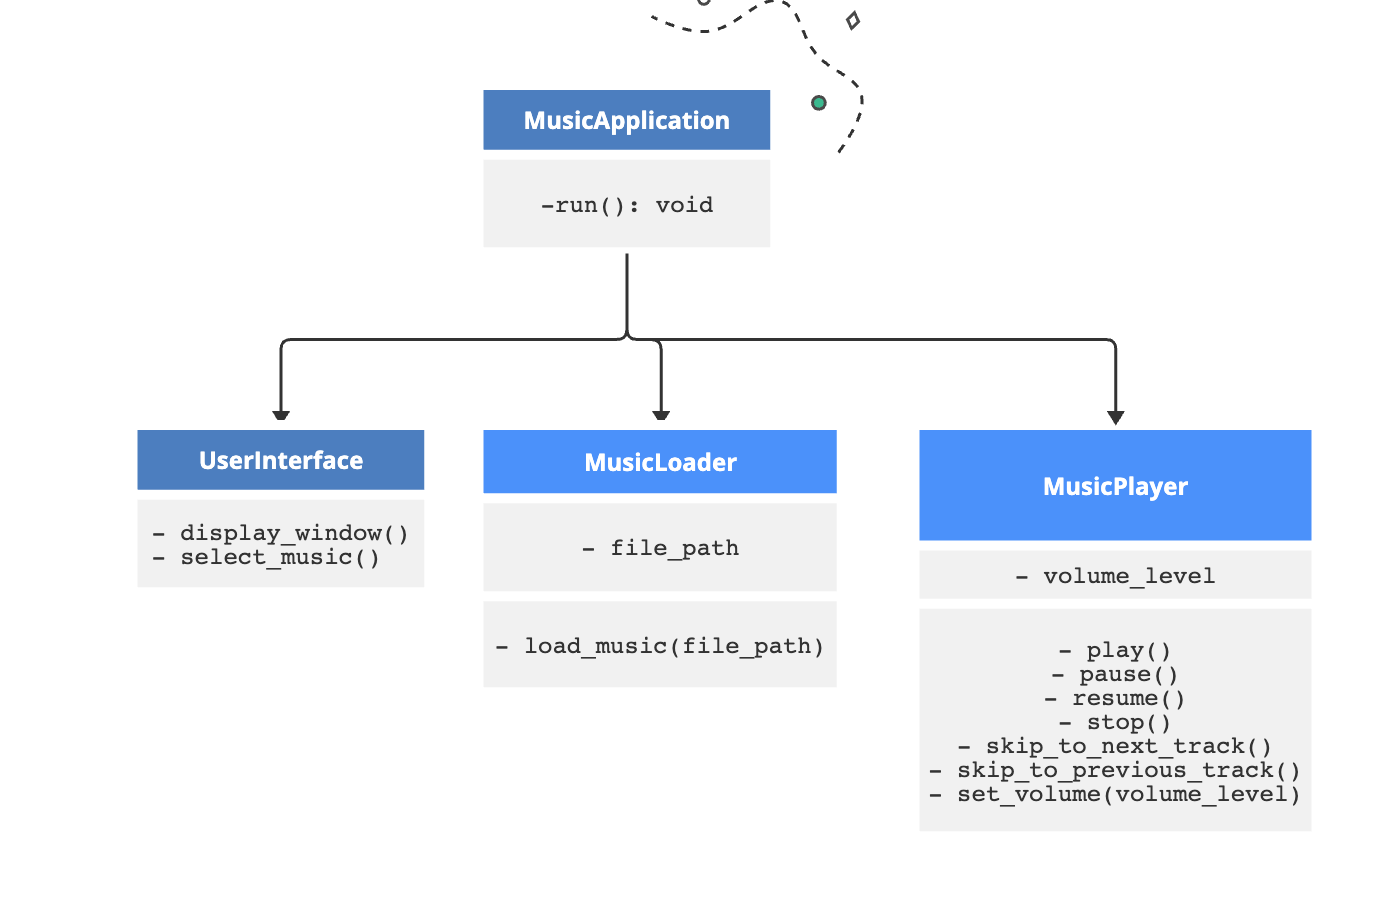 MusicApplication
-run(): void
UserInterface
- display_window()
- select_music()
MusicLoader
- file_path
- load_music(file_path)
MusicPlayer
- volume_level
- play()
- pause()
- resume()
- stop()
- skip_to_next_track()
- skip_to_previous_track()
- set_volume(volume_level)